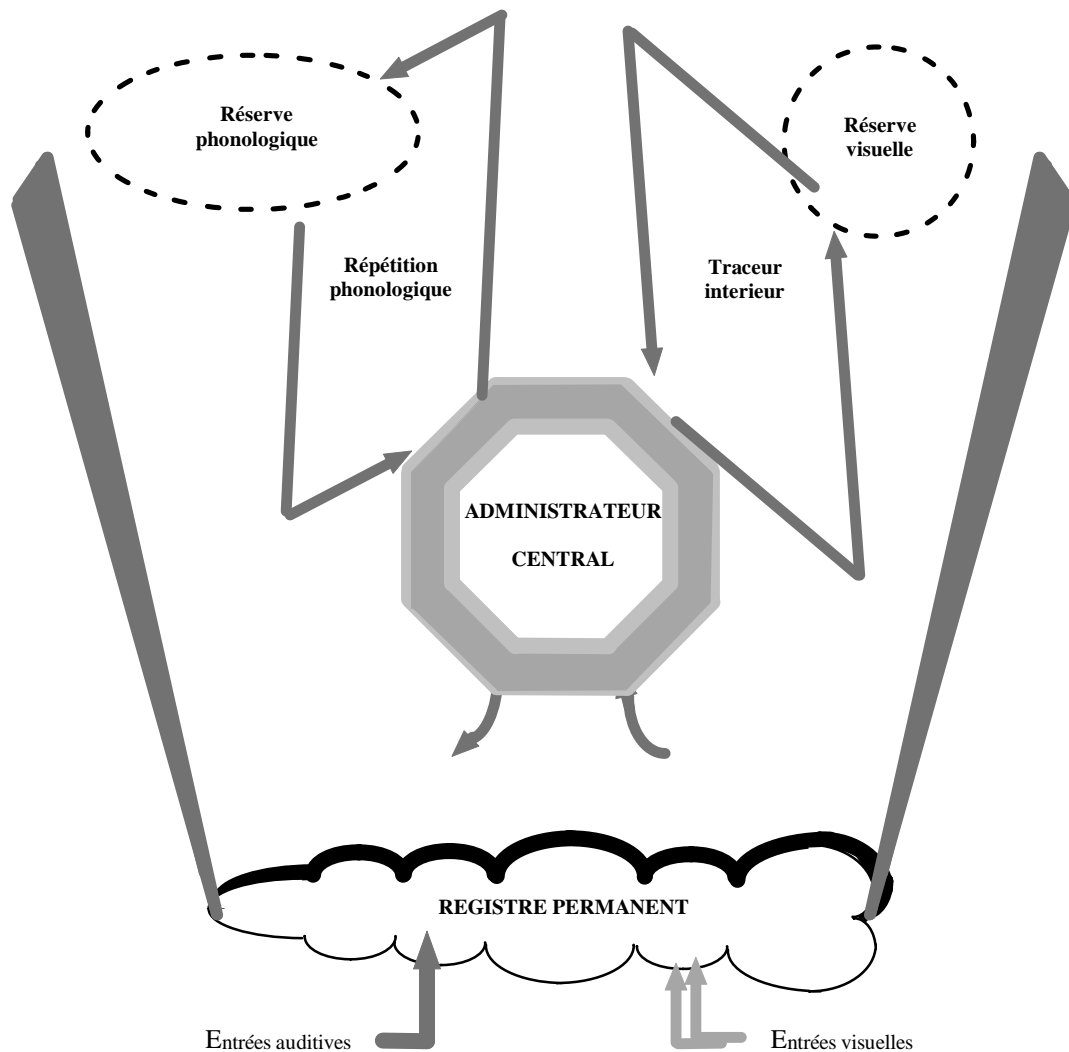 Réserve
phonologique
Réserve
visuelle
Répétition
phonologique
Traceur
interieur
ADMINISTRATEUR
CENTRAL
REGISTRE PERMANENT
Entrées auditives
Entrées visuelles